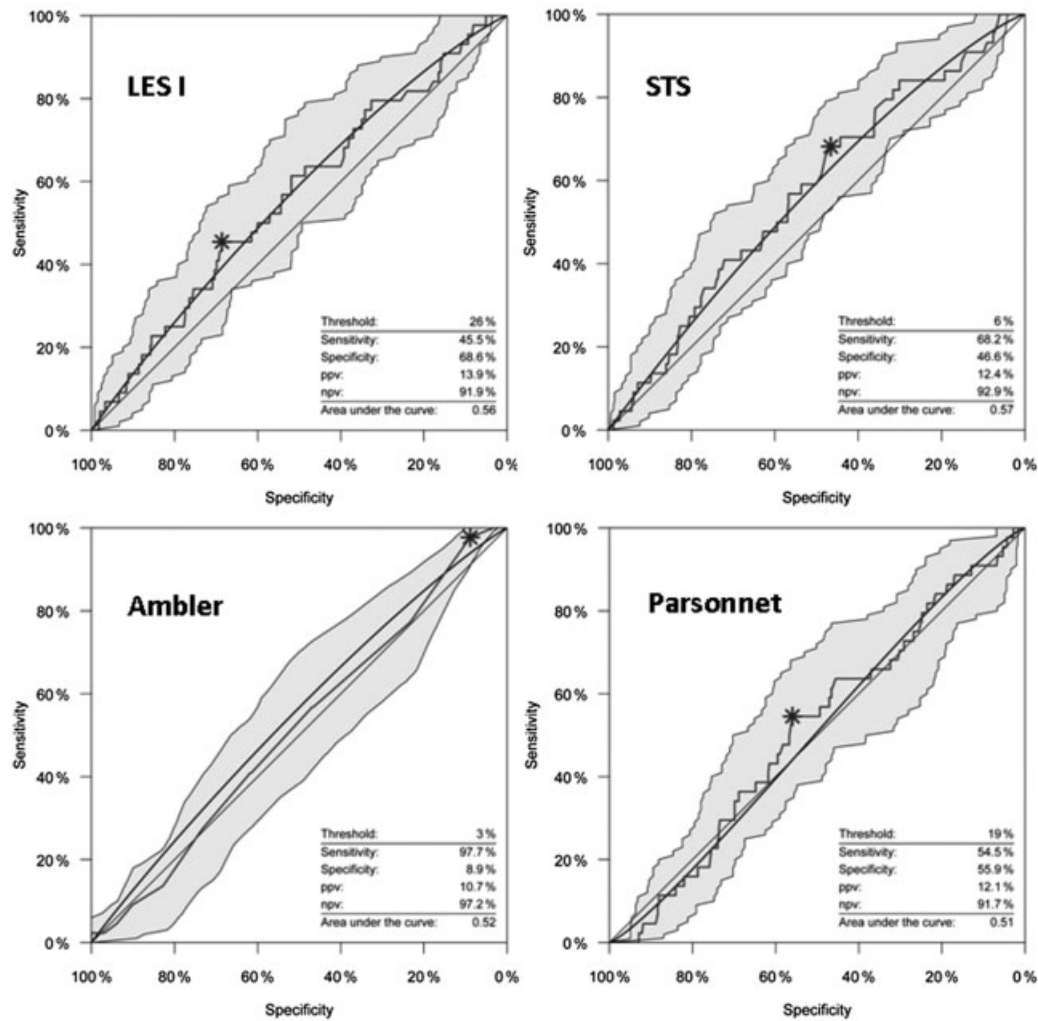 100 %
80 %
60 %
40 %
20 %
0 %
Sensitivity
LES I
Threshold: 26 %
Sensitivity: 45.5 %
Specificity: 68.6 %
ppv: 13.9 %
npv: 91.9 %
Area under the curve: 0.56
100 % 80 % 60 % 40 % 20 % 0 %
Specificity
100 %
80 %
60 %
40 %
20 %
0 %
Sensitivity
STS
Threshold: 6 %
Sensitivity: 68.2 %
Specificity: 46.6 %
ppv: 12.4 %
npv: 92.9 %
Area under the curve: 0.57
100 % 80 % 60 % 40 % 20 % 0 %
Specificity
100 %
80 %
60 %
40 %
20 %
0 %
Sensitivity
Ambler
Threshold: 3 %
Sensitivity: 97.7 %
Specificity: 8.9 %
ppv: 10.7 %
npv: 97.2 %
Area under the curve: 0.52
100 % 80 % 60 % 40 % 20 % 0 %
Specificity
100 %
80 %
60 %
40 %
20 %
0 %
Sensitivity
Parsonnet
Threshold: 19 %
Sensitivity: 54.5 %
Specificity: 55.9 %
ppv: 12.1 %
npv: 91.7 %
Area under the curve: 0.51
100 % 80 % 60 % 40 % 20 % 0 %
Specificity